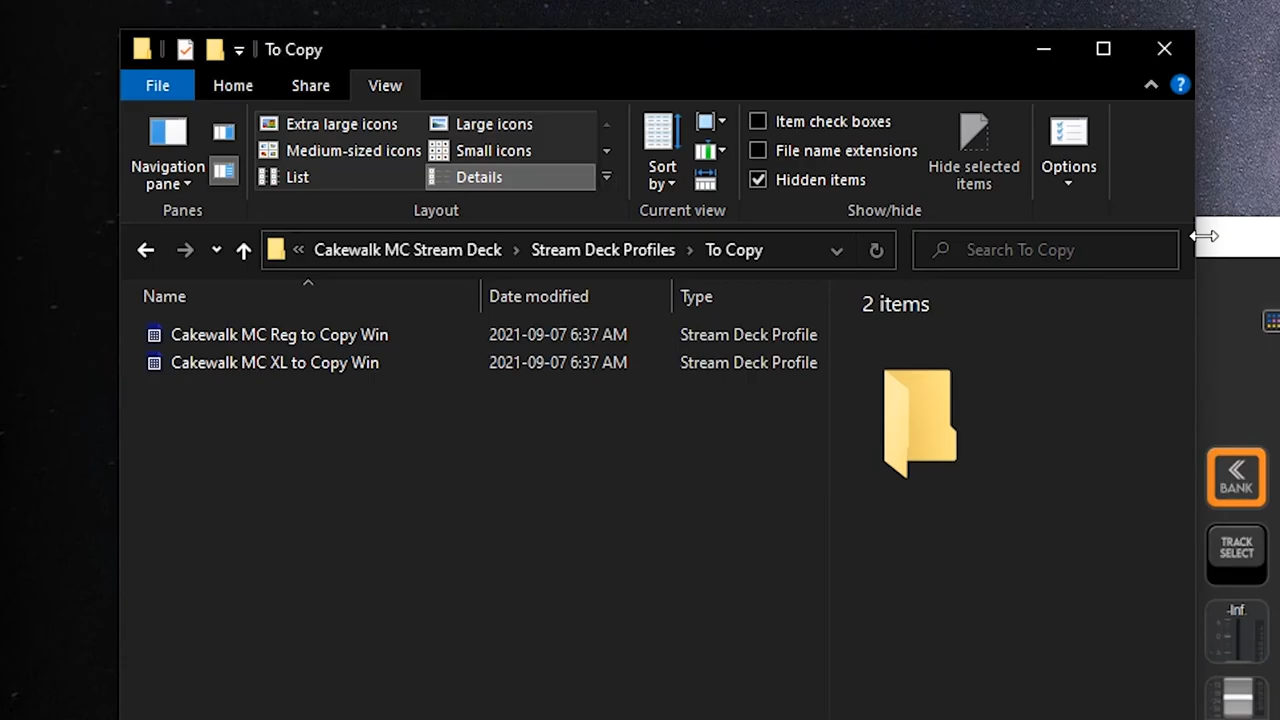 To Copy
File Home Share View
Extra large icons Large icons
Medium-sized icons Small icons
List Details
Navigation
pane
Sort
by
Item check boxes
File name extensions
Hidden items
Hide selected
items
Options
Panes Layout Current view Show/hide
Cakewalk MC Stream Deck Stream Deck Profiles To Copy
Search To Copy
Name Date modified Type
Cakewalk MC Reg to Copy Win 2021-09-07 6:37 AM Stream Deck Profile
Cakewalk MC XL to Copy Win 2021-09-07 6:37 AM Stream Deck Profile
2 items
BANK
TRACK
SELECT
-Inf.